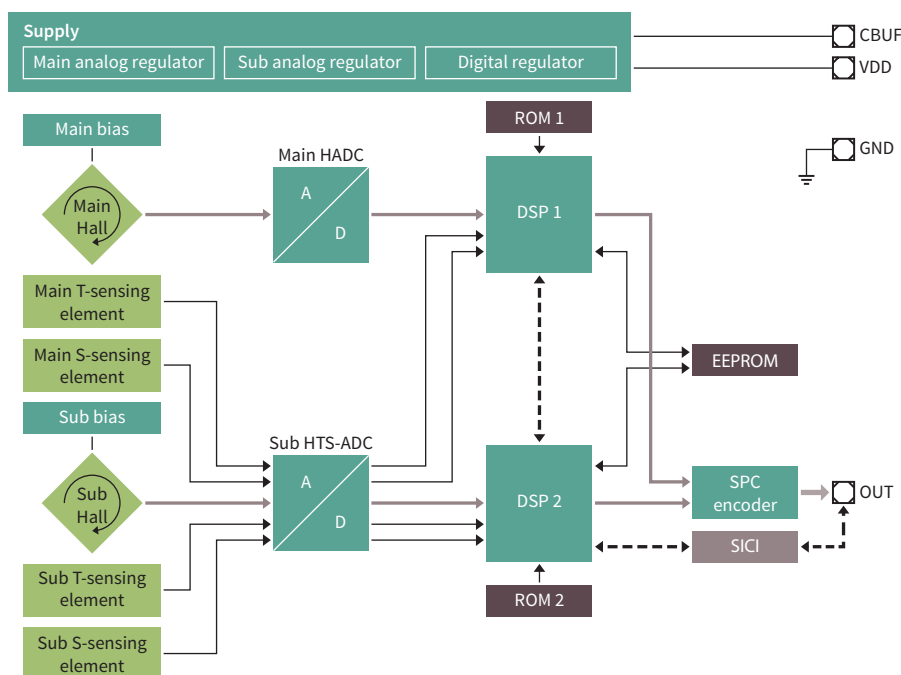 Supply
Main analog regulator
Sub analog regulator
Digital regulator
CBUF
VDD
GND
Main bias
Main
Hall
Main HADC
A
D
ROM 1
DSP 1
Main T-sensing
element
Main S-sensing
element
EEPROM
Sub bias
Sub
Hall
Sub HTS-ADC
A
D
DSP 2
SPC
encoder
OUT
SICI
ROM 2
Sub T-sensing
element
Sub S-sensing
element